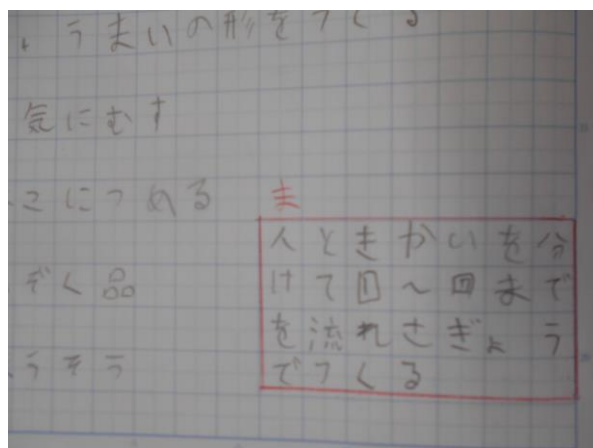 うまいの形をつくる
気にむす
さにつめる
ま
ぞく品
うそう
人ときかいを分
けて1〜4まで
を流れさぎょう
でつくる